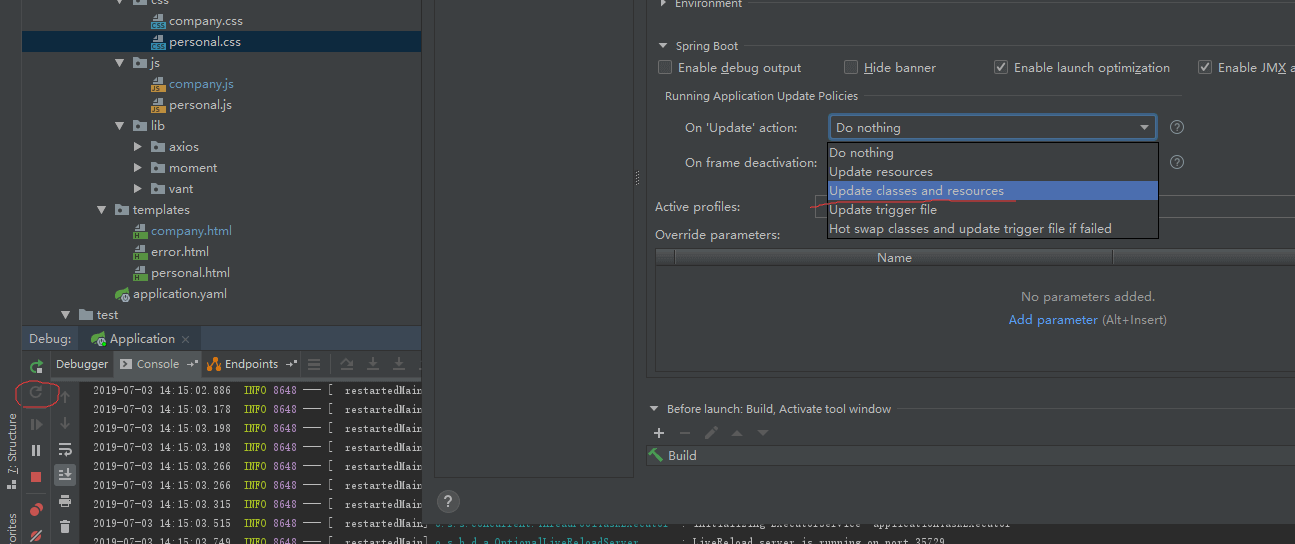 css
company.css
personal.css
js
company.js
personal.js
lib
axios
moment
vant
templates
company.html
error.html
personal.html
application.yaml
test
Environment
Spring Boot
Enable debug output
Hide banner
Enable launch optimization
Enable JMX a
Running Application Update Policies
On 'Update' action:
Do nothing
On frame deactivation:
Do nothing
Update resources
Update classes and resources
Update trigger file
Hot swap classes and update trigger file if failed
Active profiles:
Override parameters:
Name
No parameters added.
Add parameter (Alt+Insert)
Before launch: Build, Activate tool window
Build
Debug: Application
Debugger Console Endpoints
2019-07-03 14:15:02.886 INFO 8648 --- [ restartedMain
2019-07-03 14:15:03.178 INFO 8648 --- [ restartedMain
2019-07-03 14:15:03.198 INFO 8648 --- [ restartedMain
2019-07-03 14:15:03.198 INFO 8648 --- [ restartedMain
2019-07-03 14:15:03.266 INFO 8648 --- [ restartedMain
2019-07-03 14:15:03.266 INFO 8648 --- [ restartedMain
2019-07-03 14:15:03.315 INFO 8648 --- [ restartedMain
2019-07-03 14:15:03.515 INFO 8648 --- [ restartedMain] o.s.s.concurrent.ThreadPoolTaskExecutor : Initializing ExecutorService 'applicationTaskExecutor'
2019-07-03 14:15:03.749 INFO 8648 --- [ restartedMain] o.s.b.d.a.OptionalLiveReloadServer : LiveReload server is running on port 35729
7: Structure
orites